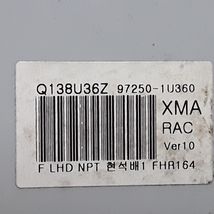 Q138U36Z 97250-1U360
XMA
RAC
Ver1.0
F LHD NPT 현석배1 FHR164